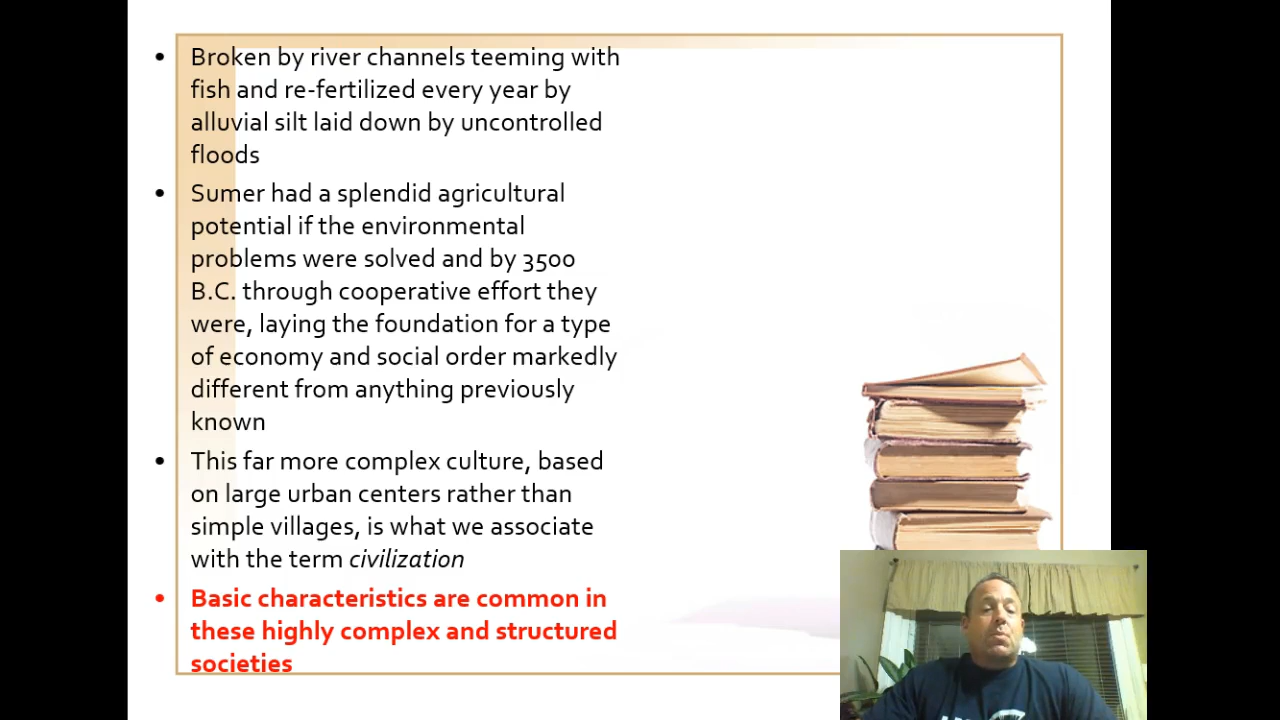 • Broken by river channels teeming with
fish and re-fertilized every year by
alluvial silt laid down by uncontrolled
floods
• Sumer had a splendid agricultural
potential if the environmental
problems were solved and by 3500
B.C. through cooperative effort they
were, laying the foundation for a type
of economy and social order markedly
different from anything previously
known
• This far more complex culture, based
on large urban centers rather than
simple villages, is what we associate
with the term civilization
• Basic characteristics are common in
these highly complex and structured
societies